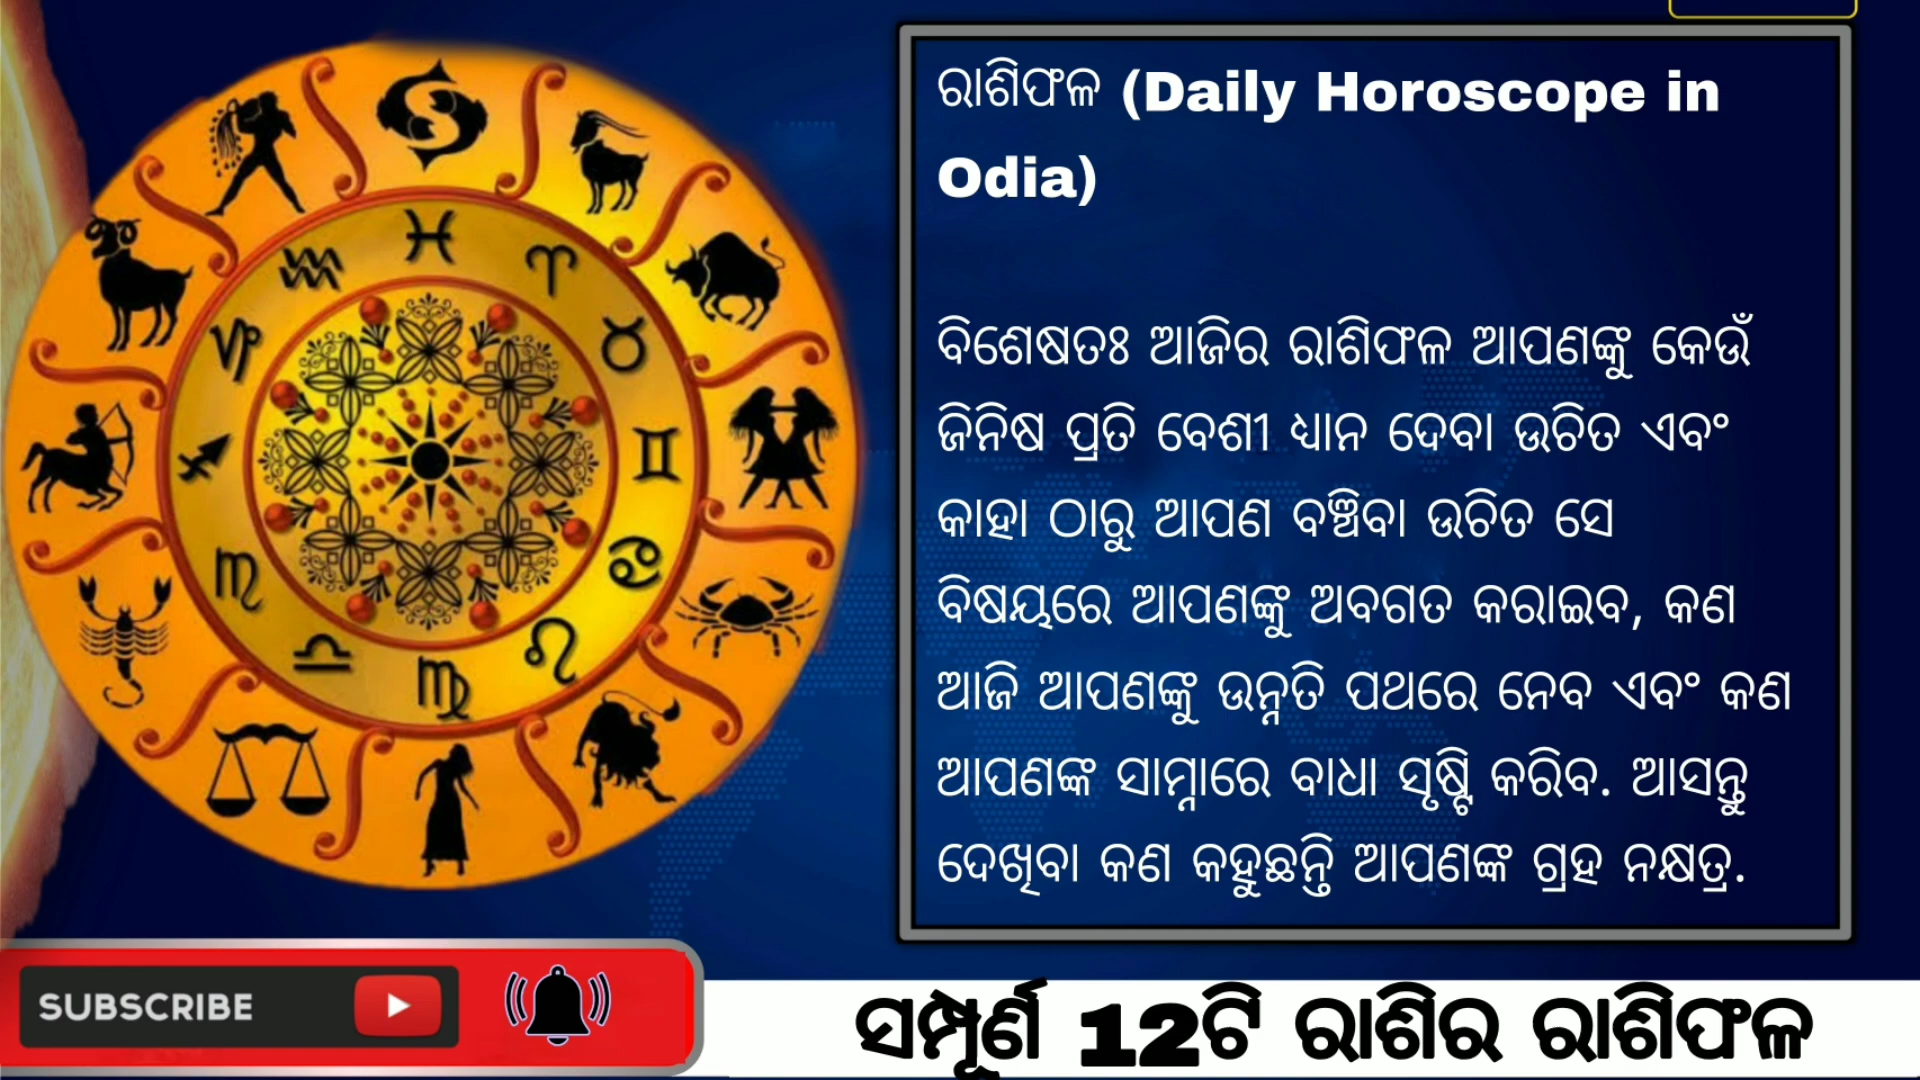 ରାଶିଫଳ (Daily Horoscope in
Odia)
ବିଶେଷତଃ ଆଜିର ରାଶିଫଳ ଆପଣଙ୍କୁ କେଉଁ
ଜିନିଷ ପ୍ରତି ବେଶୀ ଧ୍ୟାନ ଦେବା ଉଚିତ ଏବଂ
କାହା ଠାରୁ ଆପଣ ବଞ୍ଚିବା ଉଚିତ ସେ
ବିଷୟରେ ଆପଣଙ୍କୁ ଅବଗତ କରାଇବ, କଣ
ଆଜି ଆପଣଙ୍କୁ ଉନ୍ନତି ପଥରେ ନେବ ଏବଂ କଣ
ଆପଣଙ୍କ ସାମ୍ନାରେ ବାଧା ସୃଷ୍ଟି କରିବ. ଆସନ୍ତୁ
ଦେଖିବା କଣ କହୁଛନ୍ତି ଆପଣଙ୍କ ଗ୍ରହ ନକ୍ଷତ୍ର.
SUBSCRIBE
ସମ୍ପୂର୍ଣ 12ଟି ରାଶିର ରାଶିଫଳ